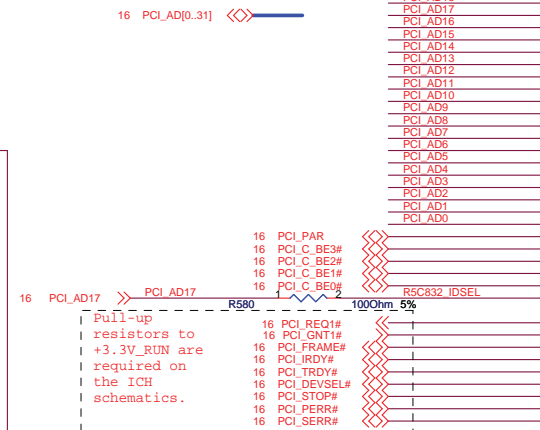 16 PCI_AD[0..31]
PCI_AD17
PCI_AD16
PCI_AD15
PCI_AD14
PCI_AD13
PCI_AD12
PCI_AD11
PCI_AD10
PCI_AD9
PCI_AD8
PCI_AD7
PCI_AD6
PCI_AD5
PCI_AD4
PCI_AD3
PCI_AD2
PCI_AD1
PCI_AD0
16 PCI_PAR
16 PCI_C_BE3#
16 PCI_C_BE2#
16 PCI_C_BE1#
16 PCI_C_BE0#
16 PCI_AD17 PCI_AD17 1 2 R5C832_IDSEL
R580 100Ohm 5%
Pull-up
resistors to
+3.3V_RUN are
required on
the ICH
schematics.
16 PCI_REQ1#
16 PCI_GNT1#
16 PCI_FRAME#
16 PCI_IRDY#
16 PCI_TRDY#
16 PCI_DEVSEL#
16 PCI_STOP#
16 PCI_PERR#
16 PCI_SERR#